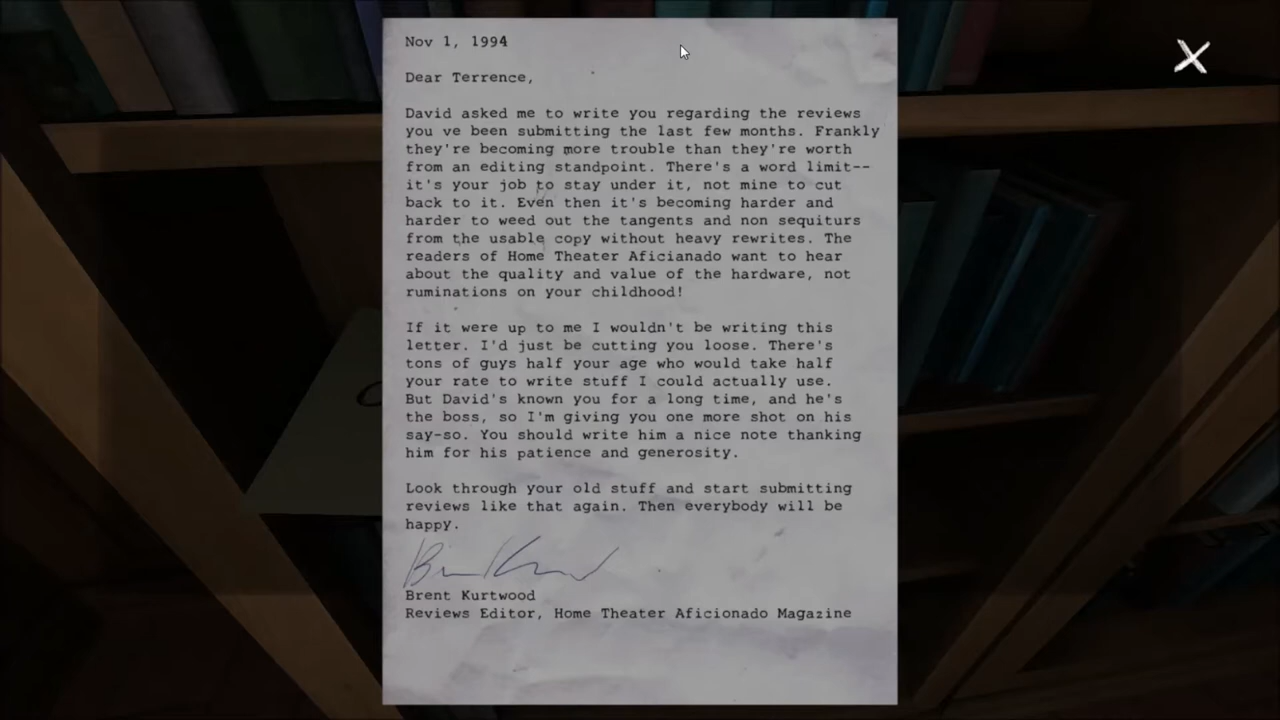 Nov 1, 1994
Dear Terrence,
David asked me to write you regarding the reviews
you ve been submitting the last few months. Frankly
they're becoming more trouble than they're worth
from an editing standpoint. There's a word limit--
it's your job to stay under it, not mine to cut
back to it. Even then it's becoming harder and
harder to weed out the tangents and non sequiturs
from the usable copy without heavy rewrites. The
readers of Home Theater Aficianado want to hear
about the quality and value of the hardware, not
ruminations on your childhood!
If it were up to me I wouldn't be writing this
letter. I'd just be cutting you loose. There's
tons of guys half your age who would take half
your rate to write stuff I could actually use.
But David's known you for a long time, and he's
the boss, so I'm giving you one more shot on his
say-so. You should write him a nice note thanking
him for his patience and generosity.
Look through your old stuff and start submitting
reviews like that again. Then everybody will be
happy.
Brent Kurtwood
Reviews Editor, Home Theater Aficionado Magazine